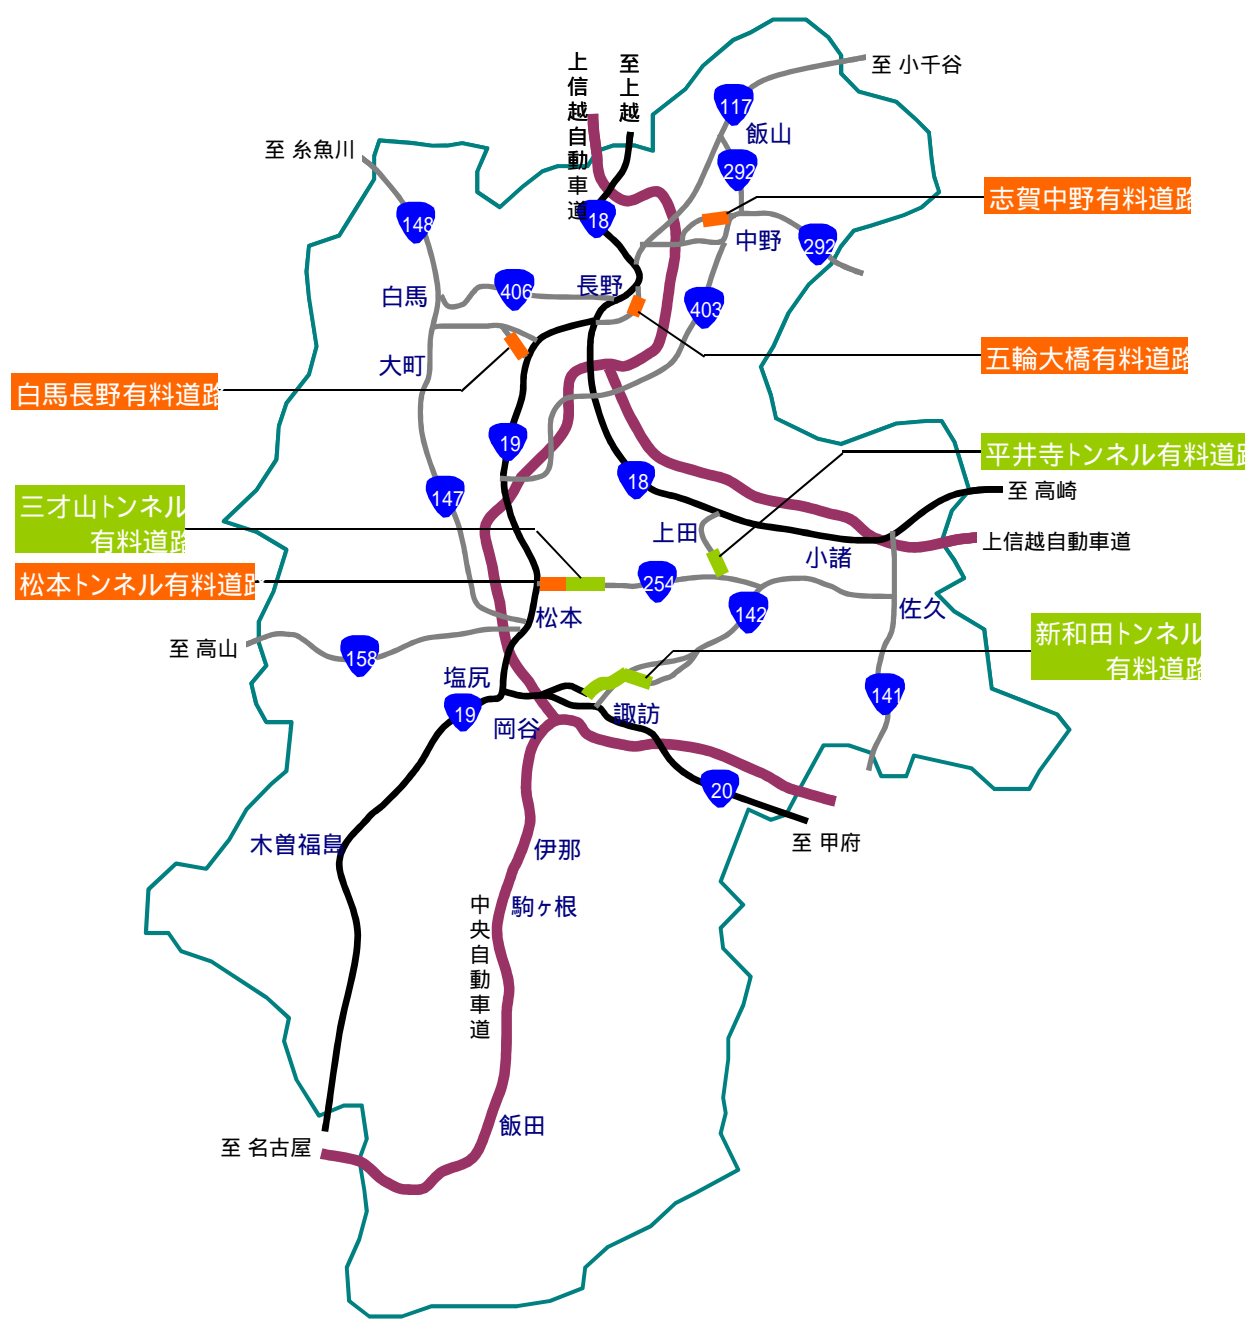 上信越自動車道
至上越
至 小千谷
117
飯山
至 糸魚川
292
志賀中野有料道路
148
18
中野
292
長野
白馬
406
403
五輪大橋有料道路
大町
白馬長野有料道路
19
平井寺トンネル有料道路
18
至 高崎
147
三才山トンネル
有料道路
上田
小諸
上信越自動車道
松本トンネル有料道路
254
142
佐久
松本
新和田トンネル
有料道路
至 高山
158
塩尻
141
19
岡谷
諏訪
20
木曽福島
至 甲府
伊那
駒ヶ根
中央自動車道
飯田
至 名古屋